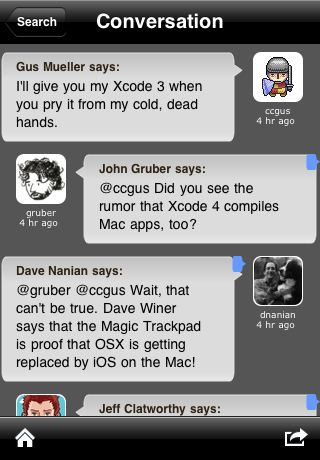 Search
Conversation
Gus Mueller says:
I'll give you my Xcode 3 when
you pry it from my cold, dead
hands.
ccgus
4 hr ago
John Gruber says:
@ccgus Did you see the
rumor that Xcode 4 compiles
Mac apps, too?
gruber
4 hr ago
Dave Nanian says:
@gruber @ccgus Wait, that
can't be true. Dave Winer
says that the Magic Trackpad
is proof that OSX is getting
replaced by iOS on the Mac!
dnanian
4 hr ago
Jeff Clatworthy says: